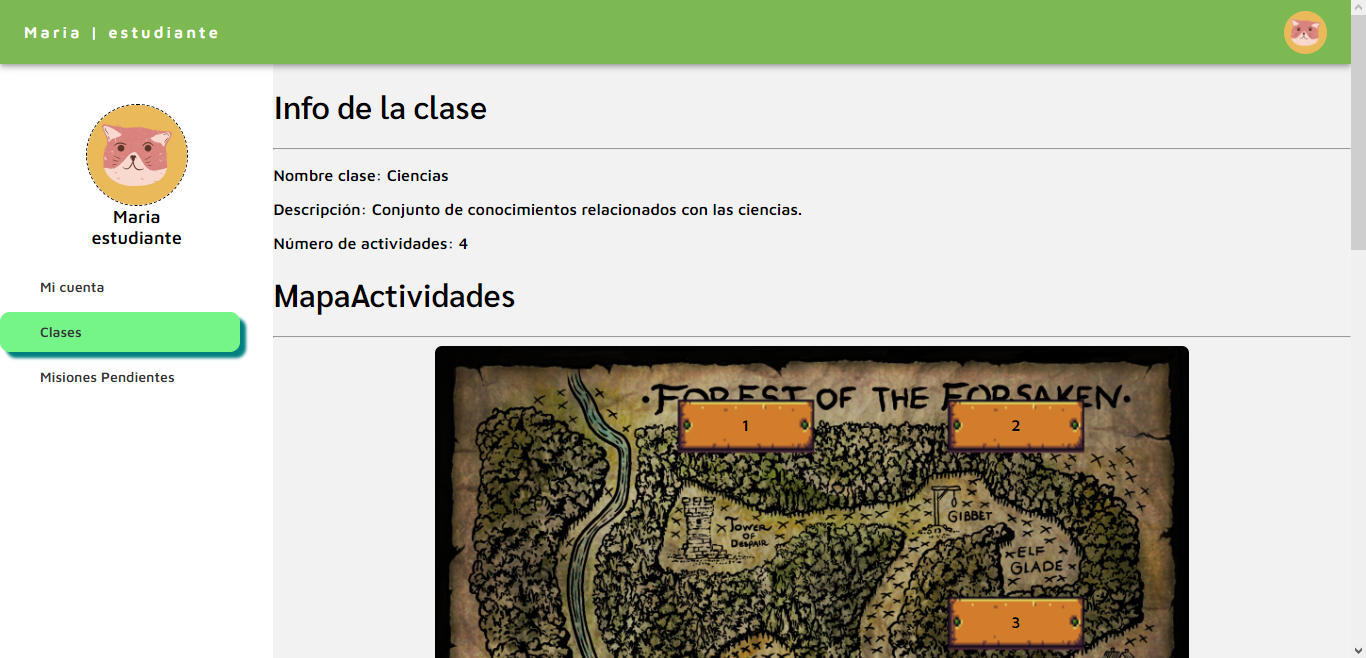 Maria | estudiante
Maria
estudiante
Mi cuenta
Clases
Misiones Pendientes
Info de la clase
Nombre clase: Ciencias
Descripción: Conjunto de conocimientos relacionados con las ciencias.
Número de actividades: 4
MapaActividades
·FOREST OF THE FORSAKEN·
1
2
GIBBET
TOWER
OF
DESPAIR
ELF
GLADE
3